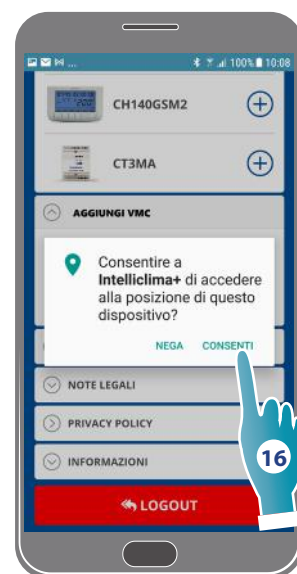 ... 100% 10:08
CH140GSM2
CT3MA
AGGIUNGI VMC
Consentire a
Intelliclima+ di accedere
alla posizione di questo
dispositivo?
NEGA CONSENTI
NOTE LEGALI
PRIVACY POLICY
INFORMAZIONI
16
LOGOUT